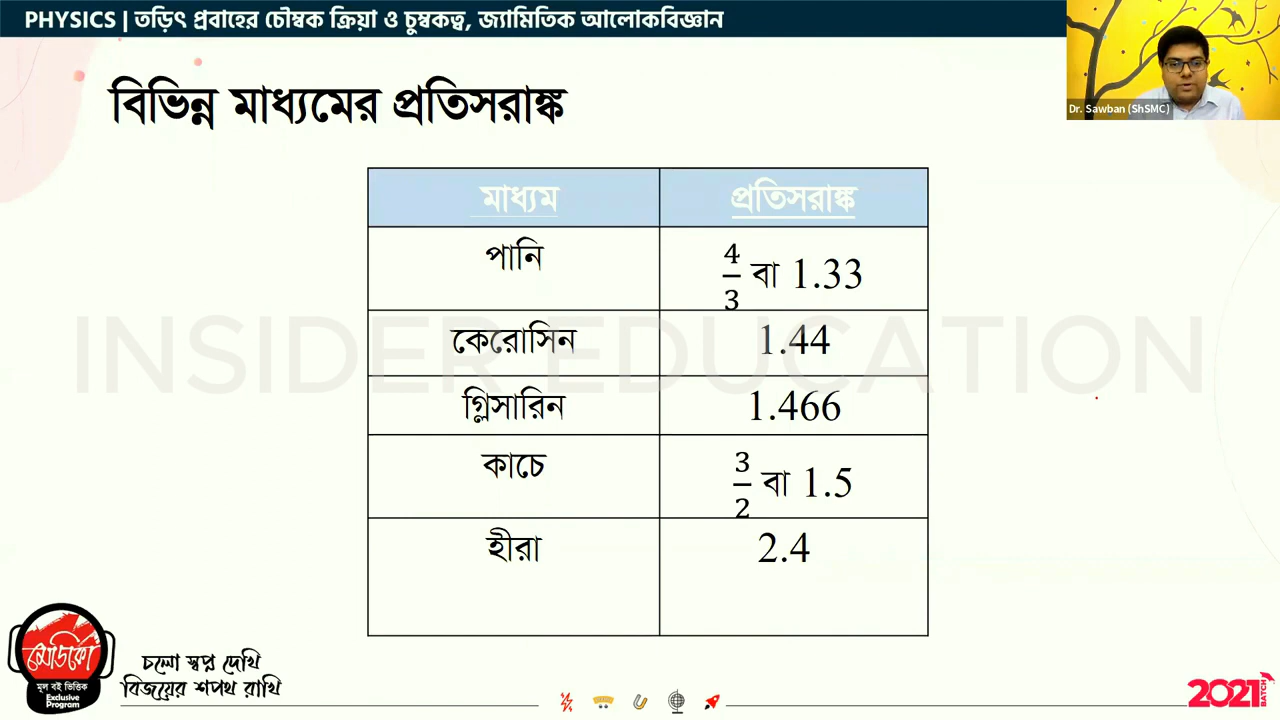 PHYSICS | তড়িৎ প্রবাহের চৌম্বক ক্রিয়া ও চুম্বকত্ব, জ্যামিতিক আলোকবিজ্ঞান
Dr. Sawban (ShSMC)
বিভিন্ন মাধ্যমের প্রতিসরাঙ্ক
মাধ্যম প্রতিসরাঙ্ক
পানি 4/3 বা 1.33
কেরোসিন 1.44
গ্লিসারিন 1.466
কাচে 3/2 বা 1.5
হীরা 2.4
INSIDER EDUCATION
মেডিকো
মূল বই ভিত্তিক
Exclusive
Program
চলো স্বপ্ন দেখি
বিজয়ের শপথ রাখি
2021 BATCH